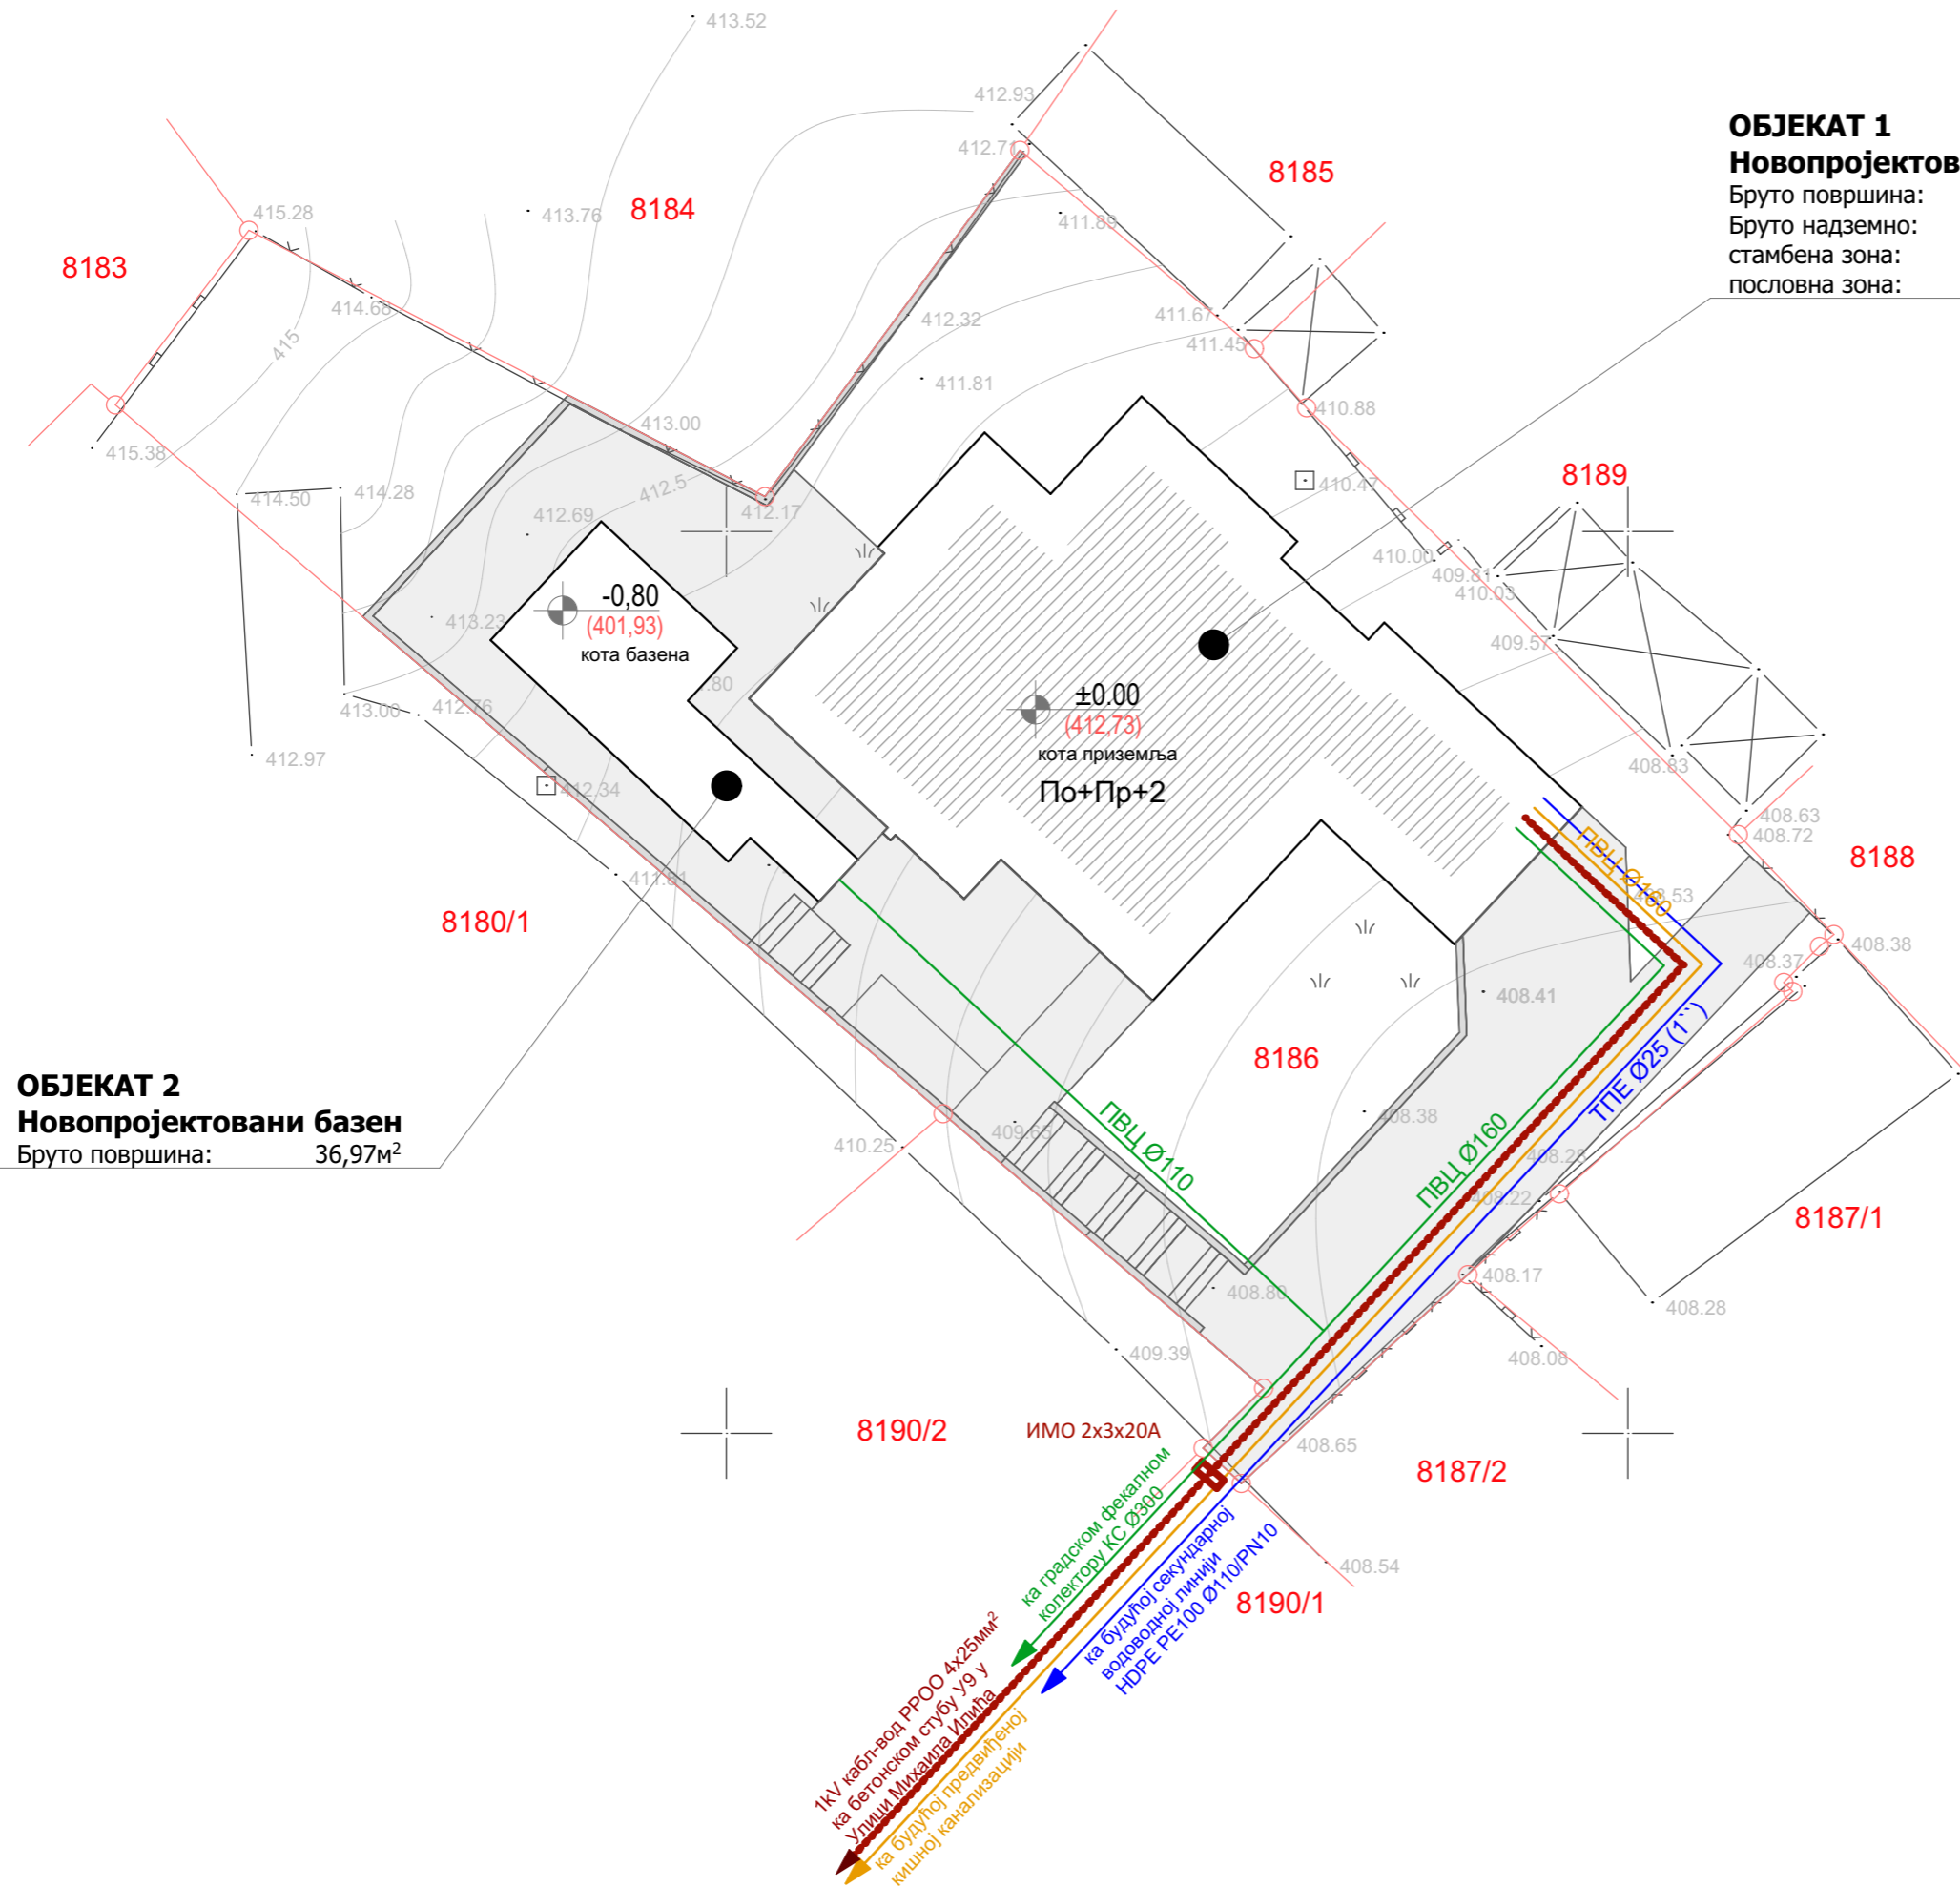 413.52
412.93
412.71
8185
ОБЈЕКАТ 1
Новопројектов
Бруто површина:
Бруто надземно:
стамбена зона:
пословна зона:
8184
413.76
415.28
411.89
8183
414.68
415
412.32
411.67
411.45
411.81
410.88
413.00
415.38
412.5
410.47
8189
414.50
414.28
412.17
412.69
410.00
409.81
410.03
-0,80
(401,93)
кота базена
413.23
409.57
.80
±0.00
(412,73)
кота приземља
По+Пр+2
413.00
412.76
412.97
408.83
412.34
408.63
408.72
8188
ПВЦ Ø160
411.81
8180/1
408.38
408.37
408.41
ТПЕ Ø25 (1``)
8186
ОБЈЕКАТ 2
Новопројектовани базен
Бруто површина: 36,97м²
410.25
409.65
408.38
ПВЦ Ø110
ПВЦ Ø160
408.22
8187/1
408.80
408.17
408.28
409.39
408.08
8190/2
ИМО 2x3x20A
408.65
8187/2
408.54
8190/1
ка градском фекалном
колектору КС Ø300
ка будућој секундарној
водоводној линији
HDPE PE100 Ø110/PN10
1kV кабл-вод PPOO 4x25мм²
ка бетонском стубу У9 у
Улици Михаила Илића
ка будућој предвиђеној
кишној канализацији